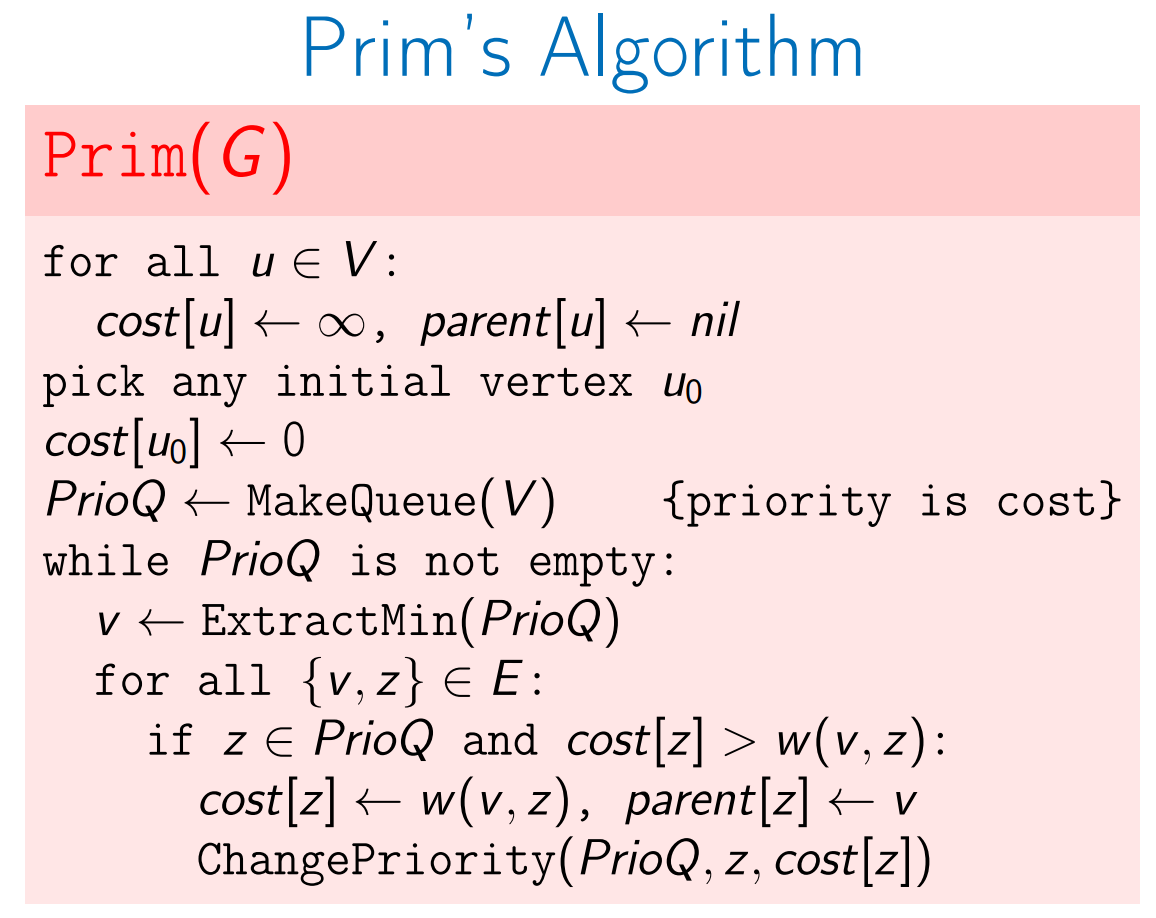 Prim's Algorithm
Prim(G)
for all u ∈ V:
cost[u] ← ∞, parent[u] ← nil
pick any initial vertex u₀
cost[u₀] ← 0
PrioQ ← MakeQueue(V) {priority is cost}
while PrioQ is not empty:
v ← ExtractMin(PrioQ)
for all {v, z} ∈ E:
if z ∈ PrioQ and cost[z] > w(v, z):
cost[z] ← w(v, z), parent[z] ← v
ChangePriority(PrioQ, z, cost[z])